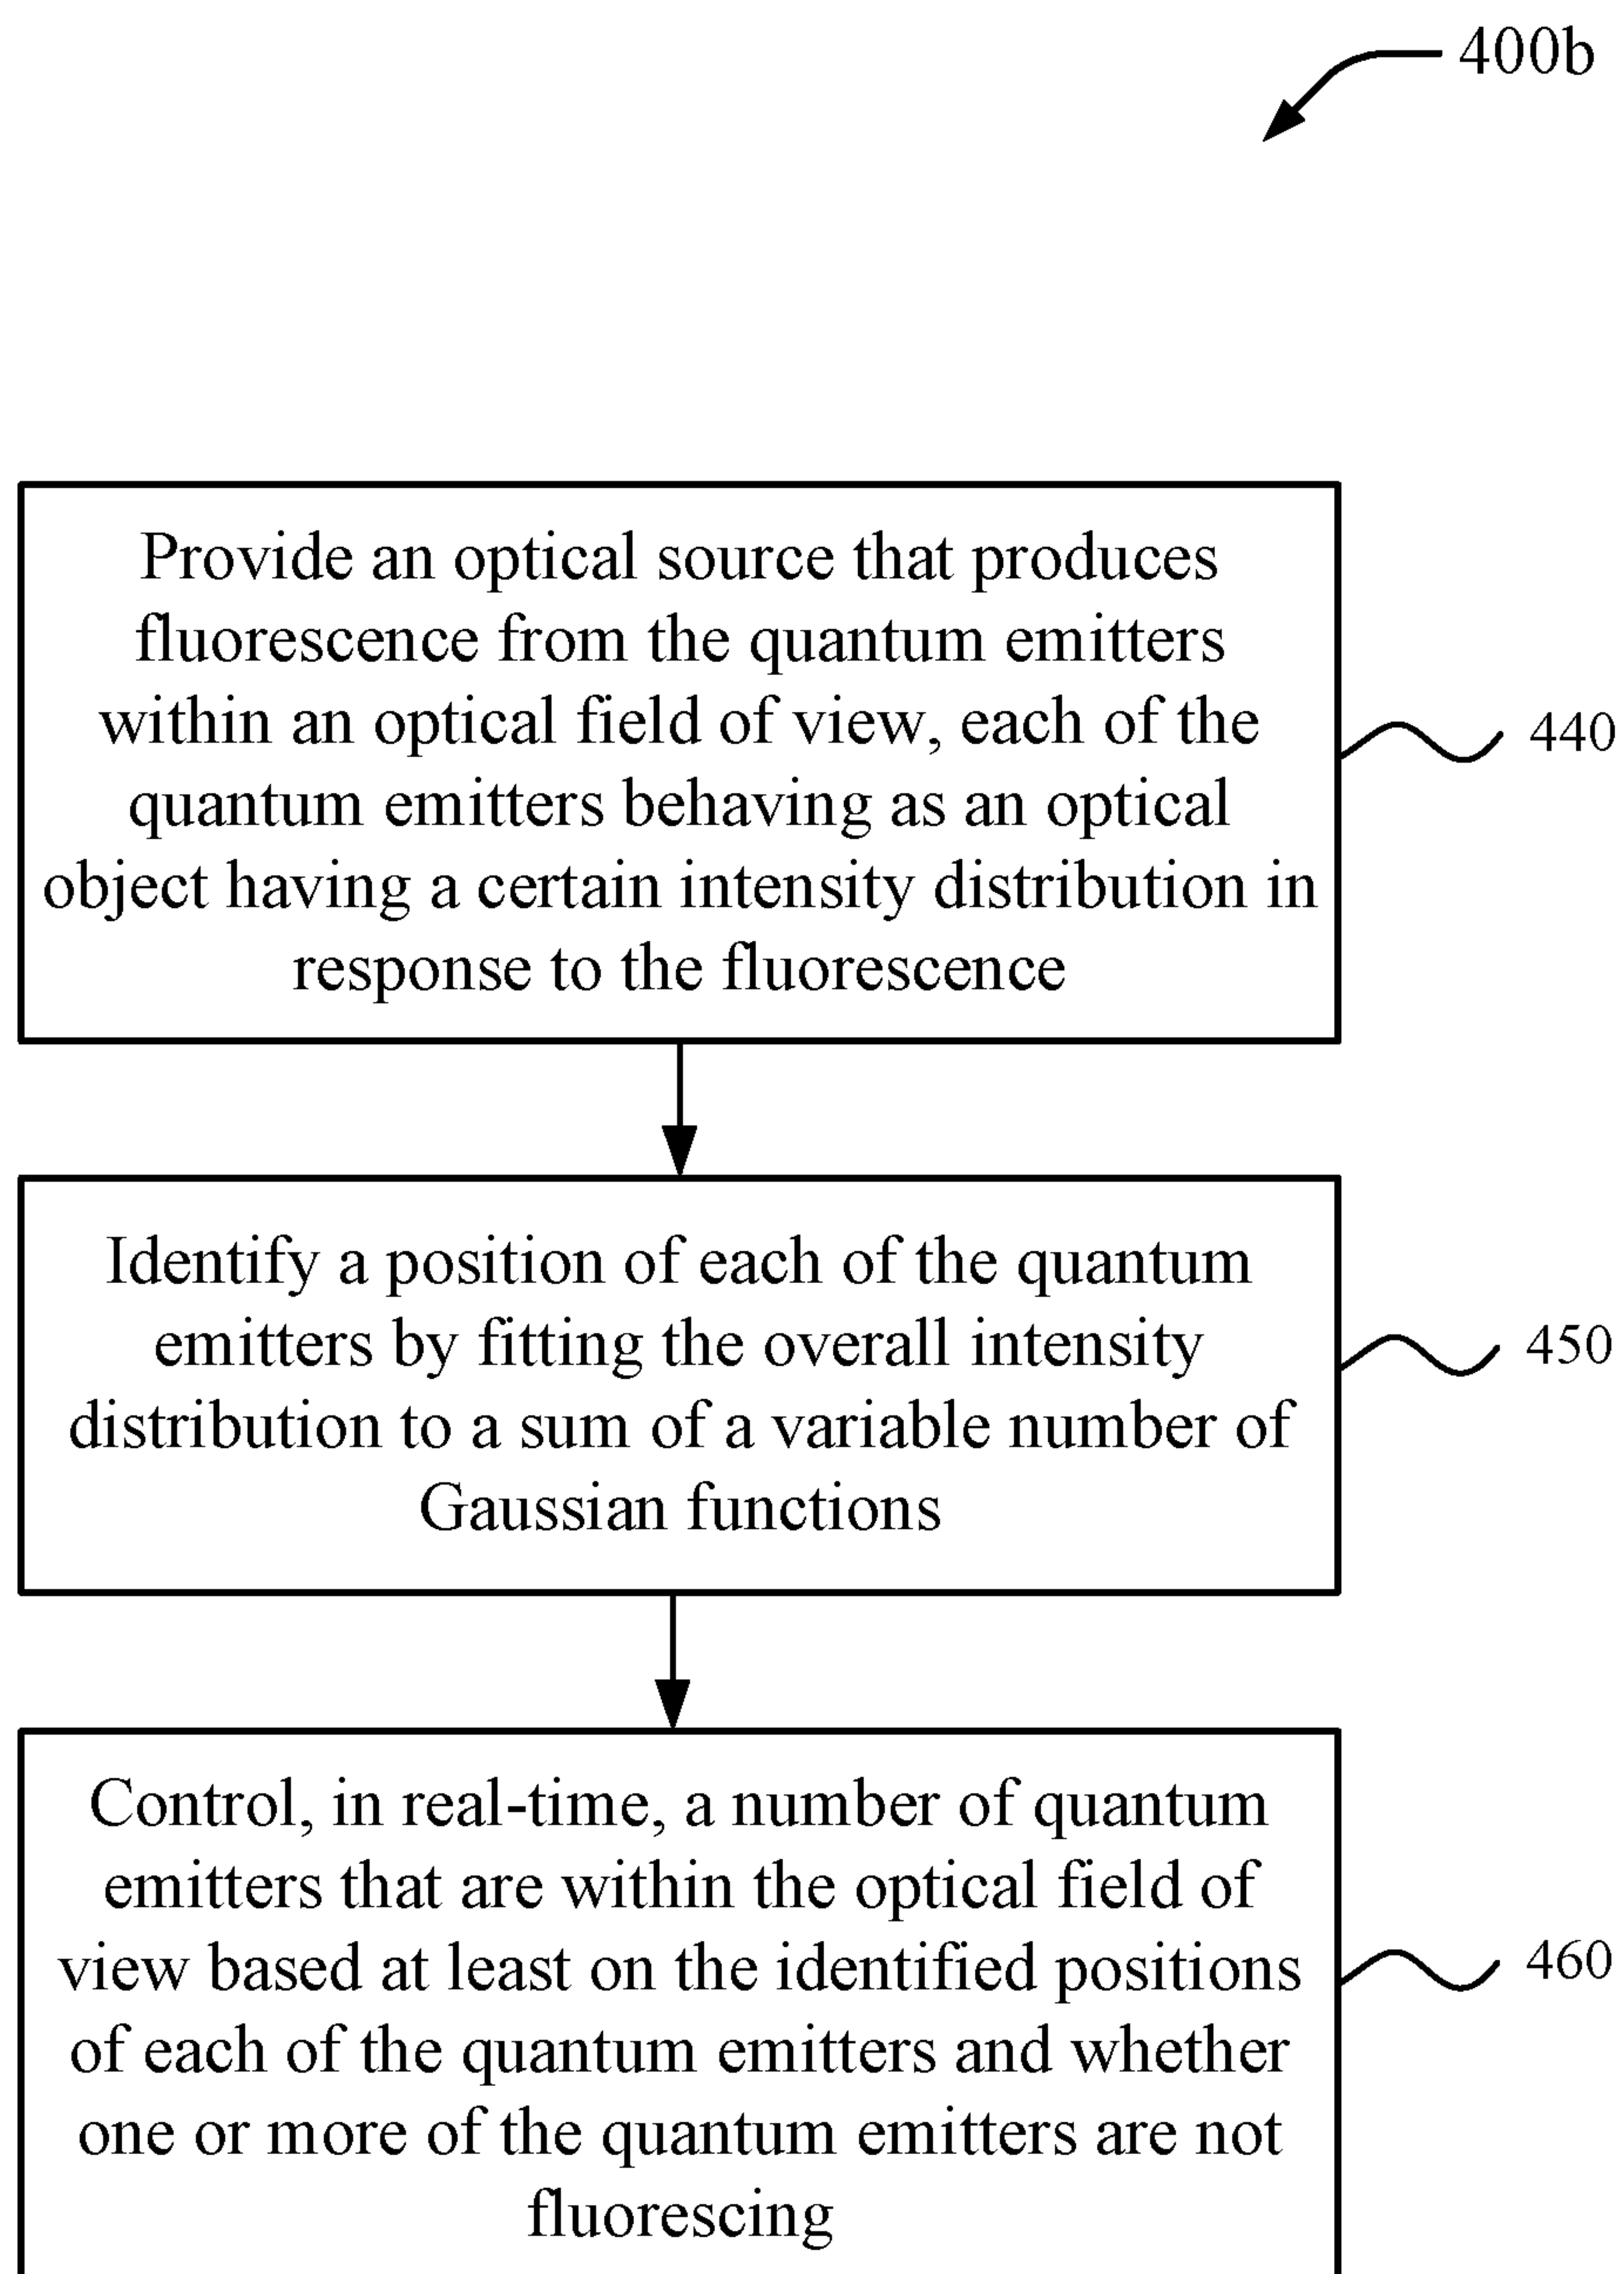 400b
Provide an optical source that produces
fluorescence from the quantum emitters
within an optical field of view, each of the
quantum emitters behaving as an optical
object having a certain intensity distribution in
response to the fluorescence
440
Identify a position of each of the quantum
emitters by fitting the overall intensity
distribution to a sum of a variable number of
Gaussian functions
450
Control, in real-time, a number of quantum
emitters that are within the optical field of
view based at least on the identified positions
of each of the quantum emitters and whether
one or more of the quantum emitters are not
fluorescing
460